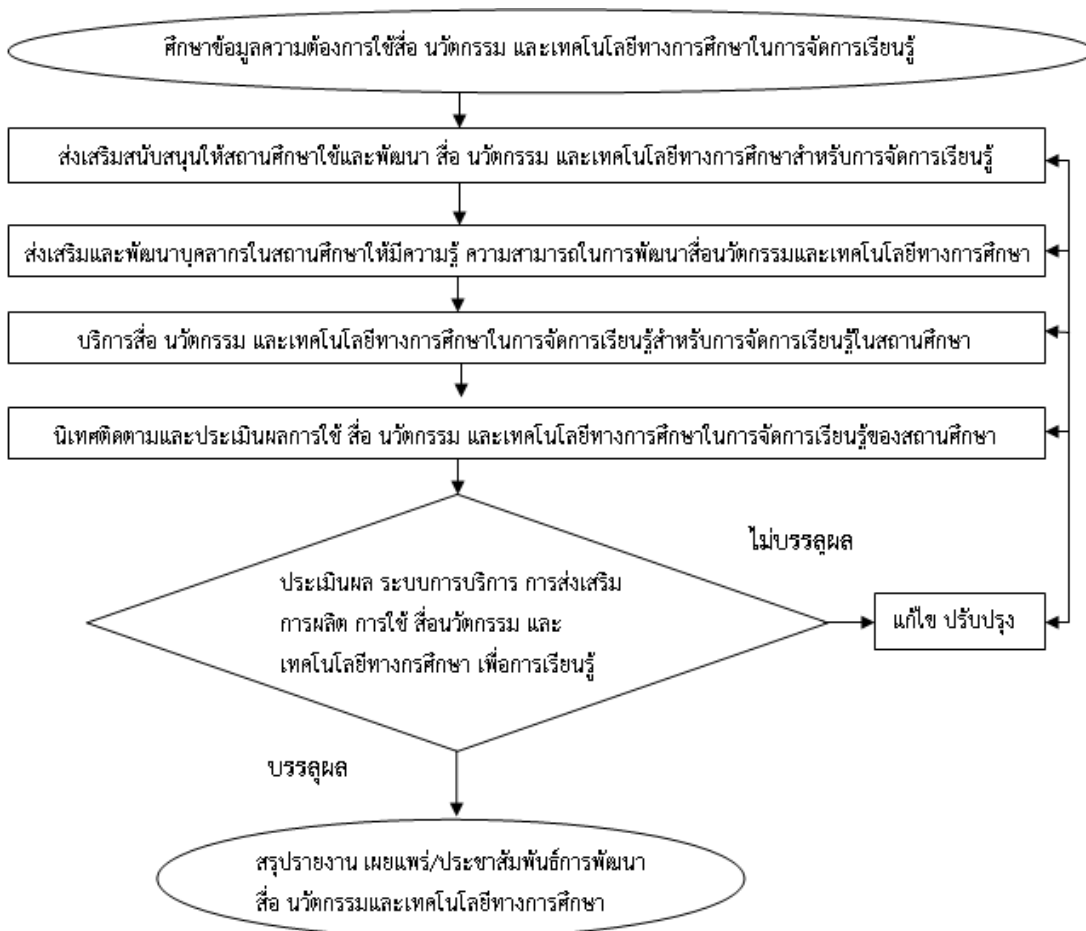 ศึกษาข้อมูลความต้องการใช้สื่อ นวัตกรรม และเทคโนโลยีทางการศึกษาในการจัดการเรียนรู้
ส่งเสริมสนับสนุนให้สถานศึกษาใช้และพัฒนา สื่อ นวัตกรรม และเทคโนโลยีทางการศึกษาสำหรับการจัดการเรียนรู้
ส่งเสริมและพัฒนาบุคลากรในสถานศึกษาให้มีความรู้ ความสามารถในการพัฒนาสื่อนวัตกรรมและเทคโนโลยีทางการศึกษา
บริการสื่อ นวัตกรรม และเทคโนโลยีทางการศึกษาในการจัดการเรียนรู้สำหรับการจัดการเรียนรู้ในสถานศึกษา
นิเทศติดตามและประเมินผลการใช้ สื่อ นวัตกรรม และเทคโนโลยีทางการศึกษาในการจัดการเรียนรู้ของสถานศึกษา
ไม่บรรลุผล
ประเมินผล ระบบการบริการ การส่งเสริม
การผลิต การใช้ สื่อนวัตกรรม และ
เทคโนโลยีทางกรศึกษา เพื่อการเรียนรู้
แก้ไข ปรับปรุง
บรรลุผล
สรุปรายงาน เผยแพร่/ประชาสัมพันธ์การพัฒนา
สื่อ นวัตกรรมและเทคโนโลยีทางการศึกษา